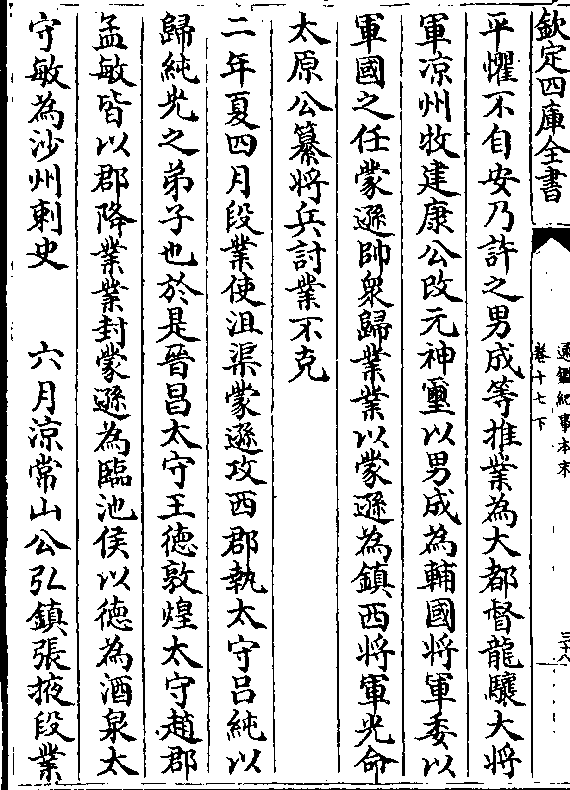 欽定四庫全書
通鑑紀事本末
卷十七下
三十八
平懼不自安乃許之男成等推業為大都督龍驤大將
軍凉州牧建康公改元神璽以男成為輔國將軍委以
軍國之任蒙遜帥衆歸業業以蒙遜為鎮西將軍光命
太原公纂將兵討業不克
二年夏四月段業使沮渠蒙遜攻西郡執太守吕純以
歸純光之弟子也於是晉昌太守王德敦煌太守趙郡
孟敏皆以郡降業業封蒙遜為臨池侯以德為酒泉太
守敏為沙州刺史　　六月凉常山公弘鎮張掖段業